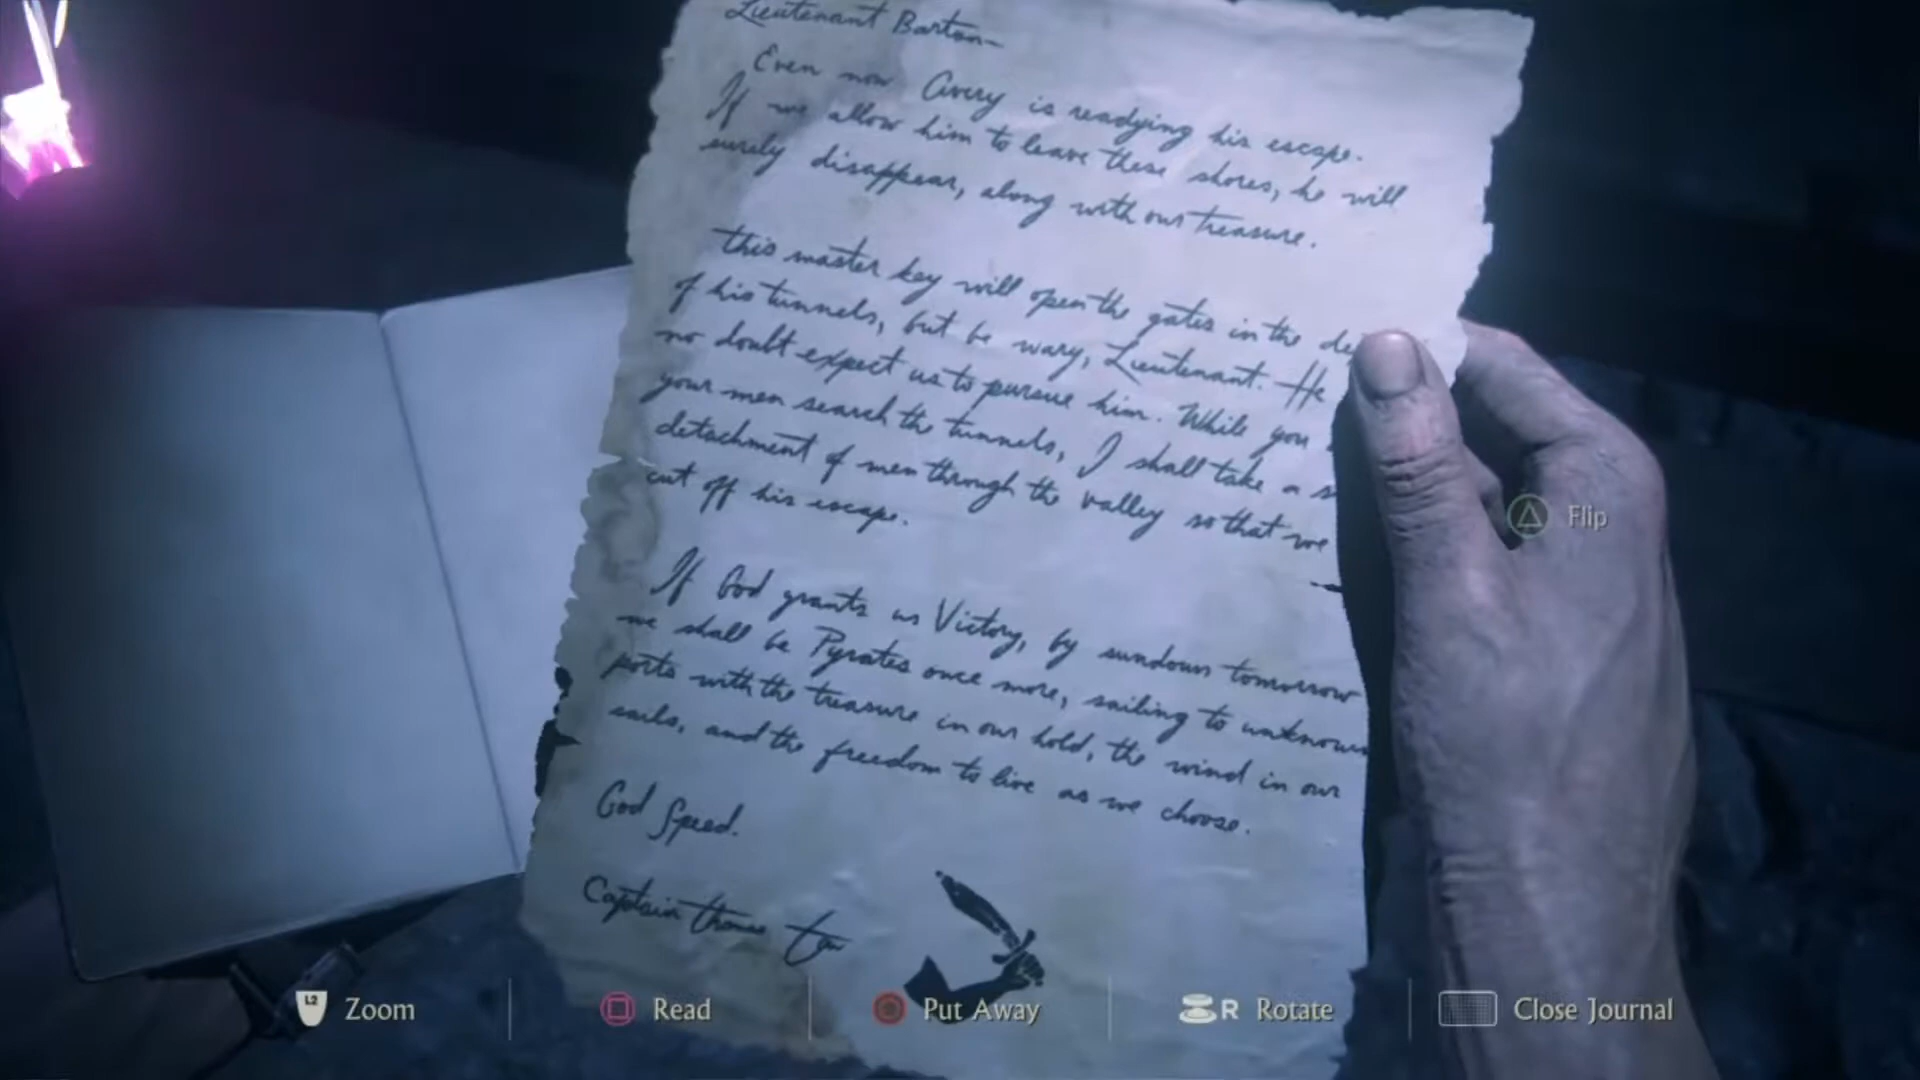 Lieutenant Barton—
Even now Avery is readying his escape.
If we allow him to leave these shores, he will
surely disappear, along with our treasure.
this master key will open the gates in the de
of his tunnels, but be wary, Lieutenant. He
no doubt expect us to pursue him. While you
your men search the tunnels, I shall take a s
detachment of men through the valley so that we
cut off his escape.
If God grants us Victory, by sundown tomorrow
we shall be Pyrates once more, sailing to unknown
ports with the treasure in our hold, the wind in our
sails, and the freedom to live as we choose.
God Speed.
Captain Thomas Tew
Flip
L2 Zoom
Read
Put Away
R Rotate
Close Journal